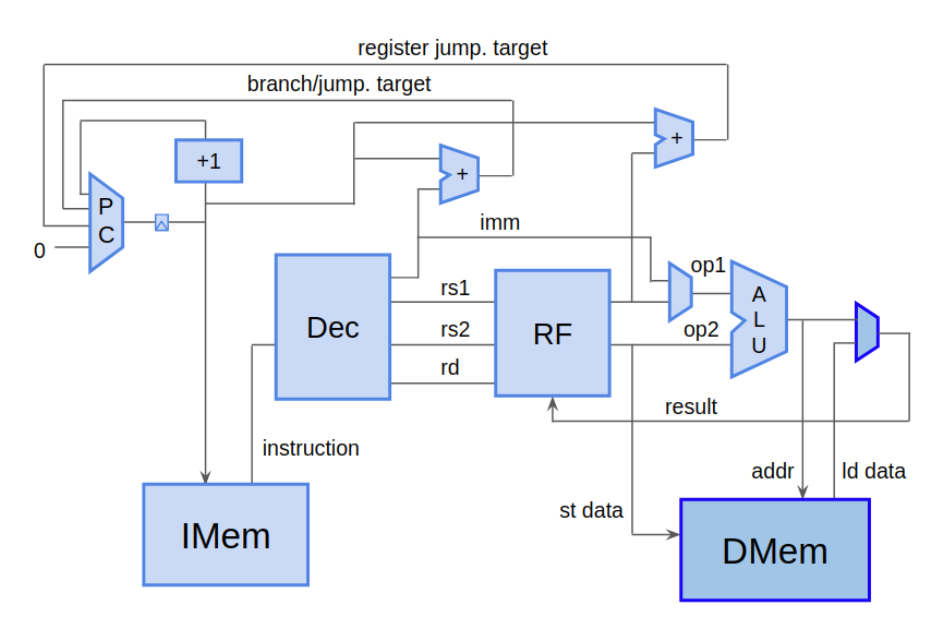 register jump. target
branch/jump. target
+1
+
+
P
C
0
imm
op1
Dec
rs1
rs2
rd
RF
op2
A
L
U
result
instruction
addr
ld data
st data
IMem
DMem